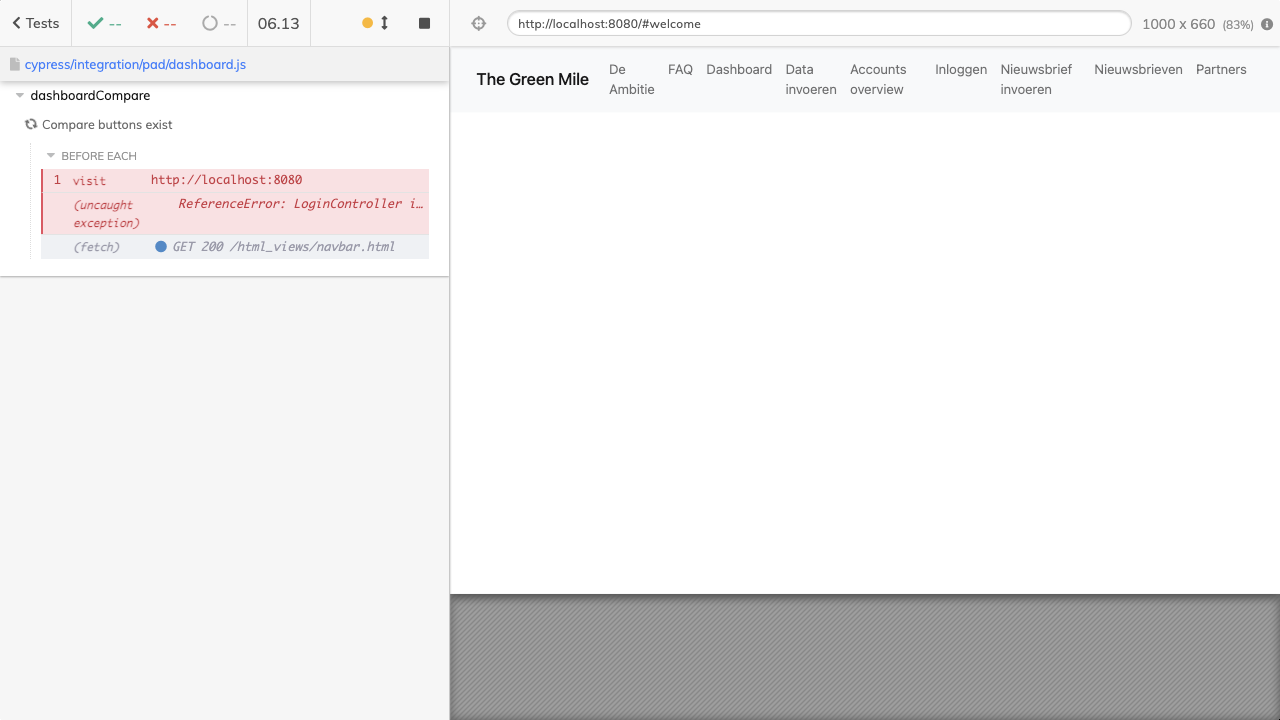 Tests
--
--
--
06.13
http://localhost:8080/#welcome
1000 x 660 (83%)
cypress/integration/pad/dashboard.js
dashboardCompare
Compare buttons exist
BEFORE EACH
1 visit http://localhost:8080
(uncaught exception) ReferenceError: LoginController i…
(fetch) GET 200 /html_views/navbar.html
The Green Mile
De Ambitie
FAQ
Dashboard
Data invoeren
Accounts overview
Inloggen
Nieuwsbrief invoeren
Nieuwsbrieven
Partners